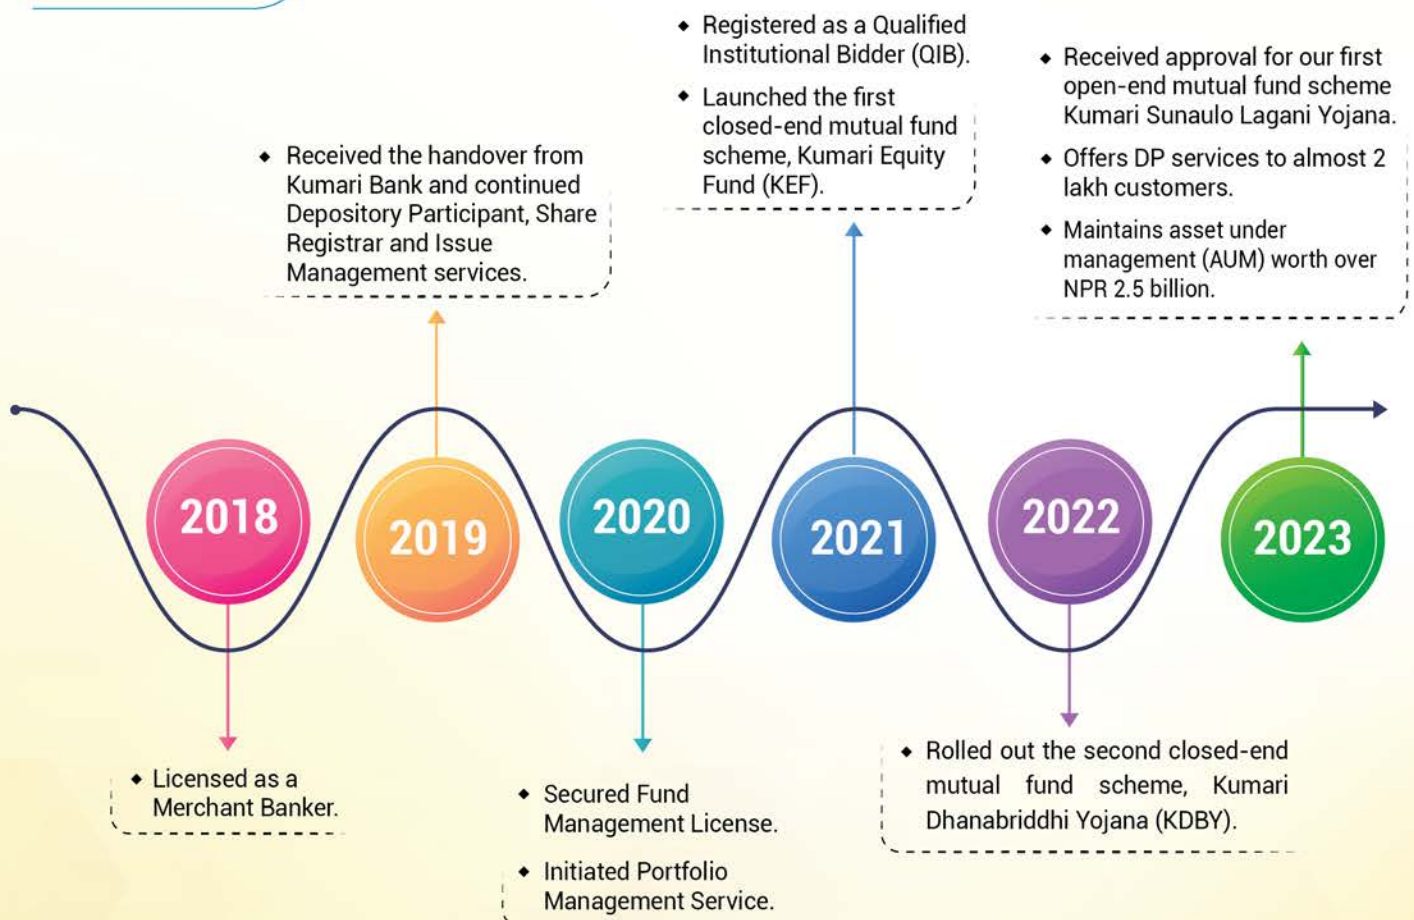 ◆ Registered as a Qualified
Institutional Bidder (QIB).
◆ Launched the first
closed-end mutual fund
scheme, Kumari Equity
Fund (KEF).
◆ Received approval for our first
open-end mutual fund scheme
Kumari Sunaulo Lagani Yojana.
◆ Offers DP services to almost 2
lakh customers.
◆ Maintains asset under
management (AUM) worth over
NPR 2.5 billion.
◆ Received the handover from
Kumari Bank and continued
Depository Participant, Share
Registrar and Issue
Management services.
2018
2019
2020
2021
2022
2023
◆ Licensed as a
Merchant Banker.
◆ Secured Fund
Management License.
◆ Initiated Portfolio
Management Service.
◆ Rolled out the second closed-end
mutual fund scheme, Kumari
Dhanabriddhi Yojana (KDBY).